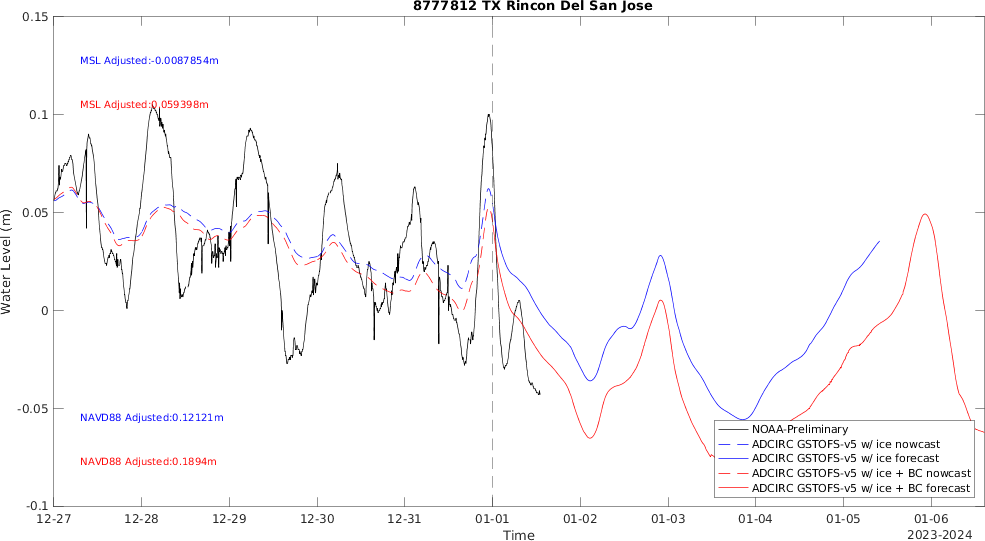 8777812 TX Rincon Del San Jose
0.15
MSL Adjusted:-0.0087854m
MSL Adjusted:0.059398m
0.1
0.05
Water Level (m)
0
-0.05
NAVD88 Adjusted:0.12121m
NAVD88 Adjusted:0.1894m
NOAA-Preliminary
ADCIRC GSTOFS-v5 w/ ice nowcast
ADCIRC GSTOFS-v5 w/ ice forecast
ADCIRC GSTOFS-v5 w/ ice + BC nowcast
ADCIRC GSTOFS-v5 w/ ice + BC forecast
-0.1
12-27 12-28 12-29 12-30 12-31 01-01 01-02 01-03 01-04 01-05 01-06
Time
2023-2024